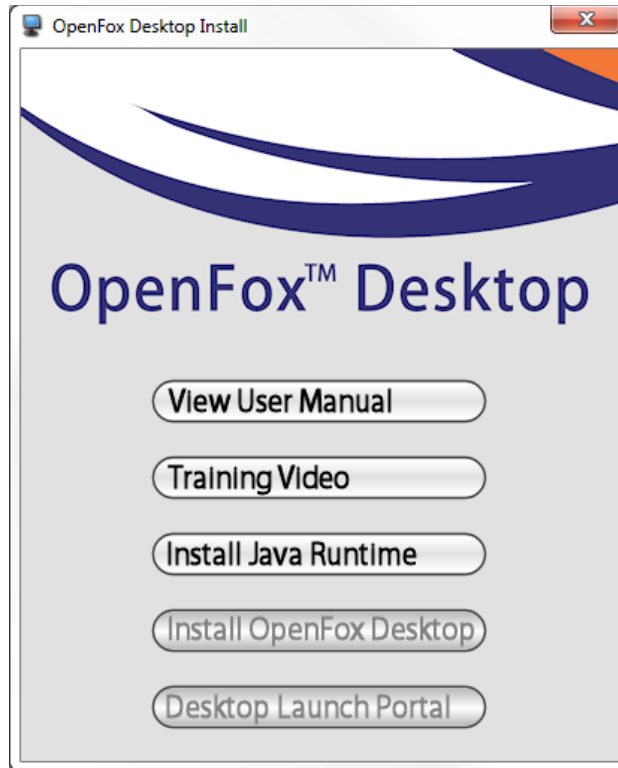 OpenFox Desktop Install
OpenFox™ Desktop
View User Manual
Training Video
Install Java Runtime
Install OpenFox Desktop
Desktop Launch Portal